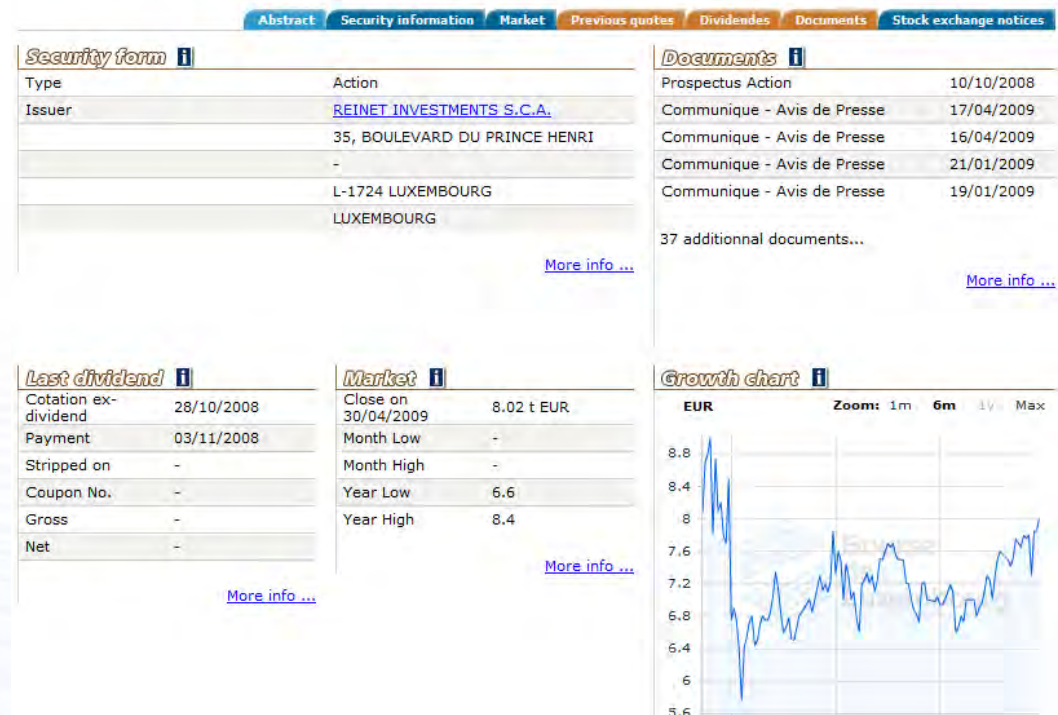 Abstract Security information Market Previous quotes Dividendes Documents Stock exchange notices
Security form i
Type Action
Issuer REINET INVESTMENTS S.C.A.
35, BOULEVARD DU PRINCE HENRI
-
L-1724 LUXEMBOURG
LUXEMBOURG
More info ...
Documents i
Prospectus Action 10/10/2008
Communique - Avis de Presse 17/04/2009
Communique - Avis de Presse 16/04/2009
Communique - Avis de Presse 21/01/2009
Communique - Avis de Presse 19/01/2009
37 additionnal documents...
More info ...
Last dividend i
Cotation ex-
dividend 28/10/2008
Payment 03/11/2008
Stripped on -
Coupon No. -
Gross -
Net -
More info ...
Market i
Close on
30/04/2009 8.02 t EUR
Month Low -
Month High -
Year Low 6.6
Year High 8.4
More info ...
Growth chart i
EUR Zoom: 1m 6m 1y Max
8.8
8.4
8
7.6
7.2
6.8
6.4
6
5.6